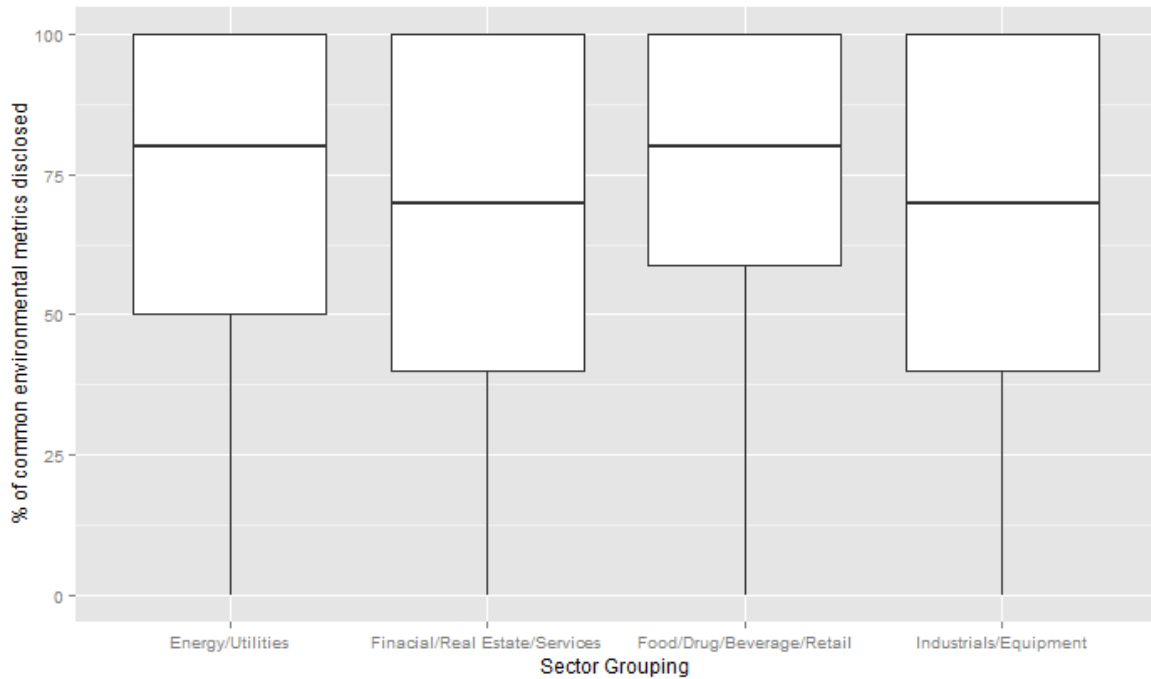 % of common environmental metrics disclosed
100
75
50
25
0
Energy/Utilities
Finacial/Real Estate/Services
Food/Drug/Beverage/Retail
Industrials/Equipment
Sector Grouping